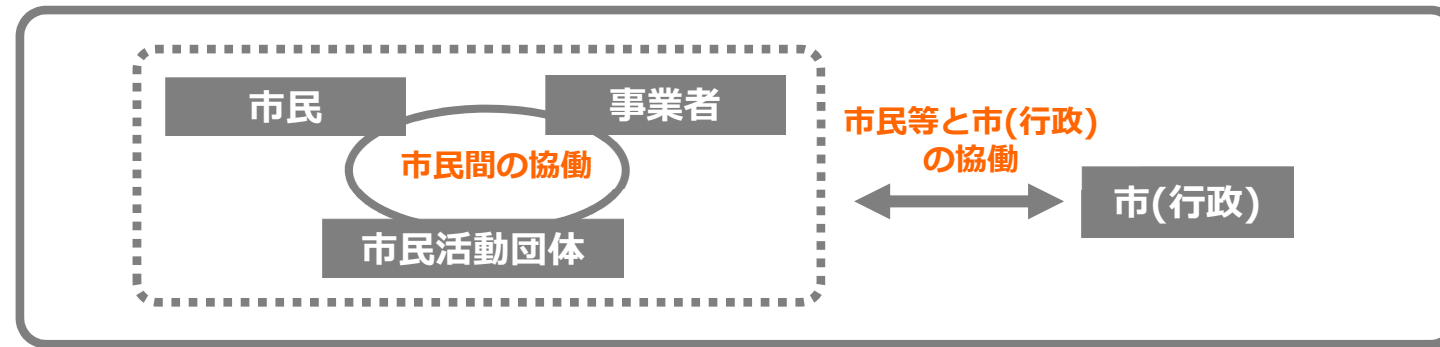 市民
事業者
市民間の協働
市民活動団体
市民等と市(行政)
の協働
市(行政)